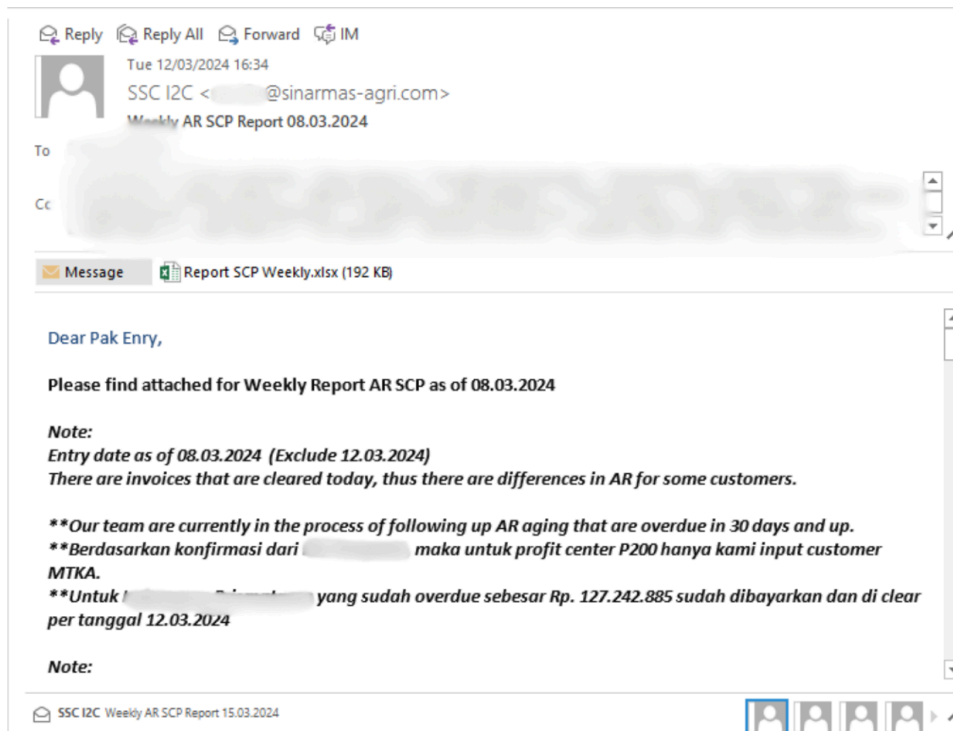 Reply Reply All Forward IM
Tue 12/03/2024 16:34
SSC I2C < @sinarmas-agri.com>
Weekly AR SCP Report 08.03.2024
To
Cc
Message Report SCP Weekly.xlsx (192 KB)
Dear Pak Enry,
Please find attached for Weekly Report AR SCP as of 08.03.2024
Note:
Entry date as of 08.03.2024 (Exclude 12.03.2024)
There are invoices that are cleared today, thus there are differences in AR for some customers.
**Our team are currently in the process of following up AR aging that are overdue in 30 days and up.
**Berdasarkan konfirmasi dari maka untuk profit center P200 hanya kami input customer
MTKA.
**Untuk yang sudah overdue sebesar Rp. 127.242.885 sudah dibayarkan dan di clear
per tanggal 12.03.2024
Note:
SSC I2C Weekly AR SCP Report 15.03.2024